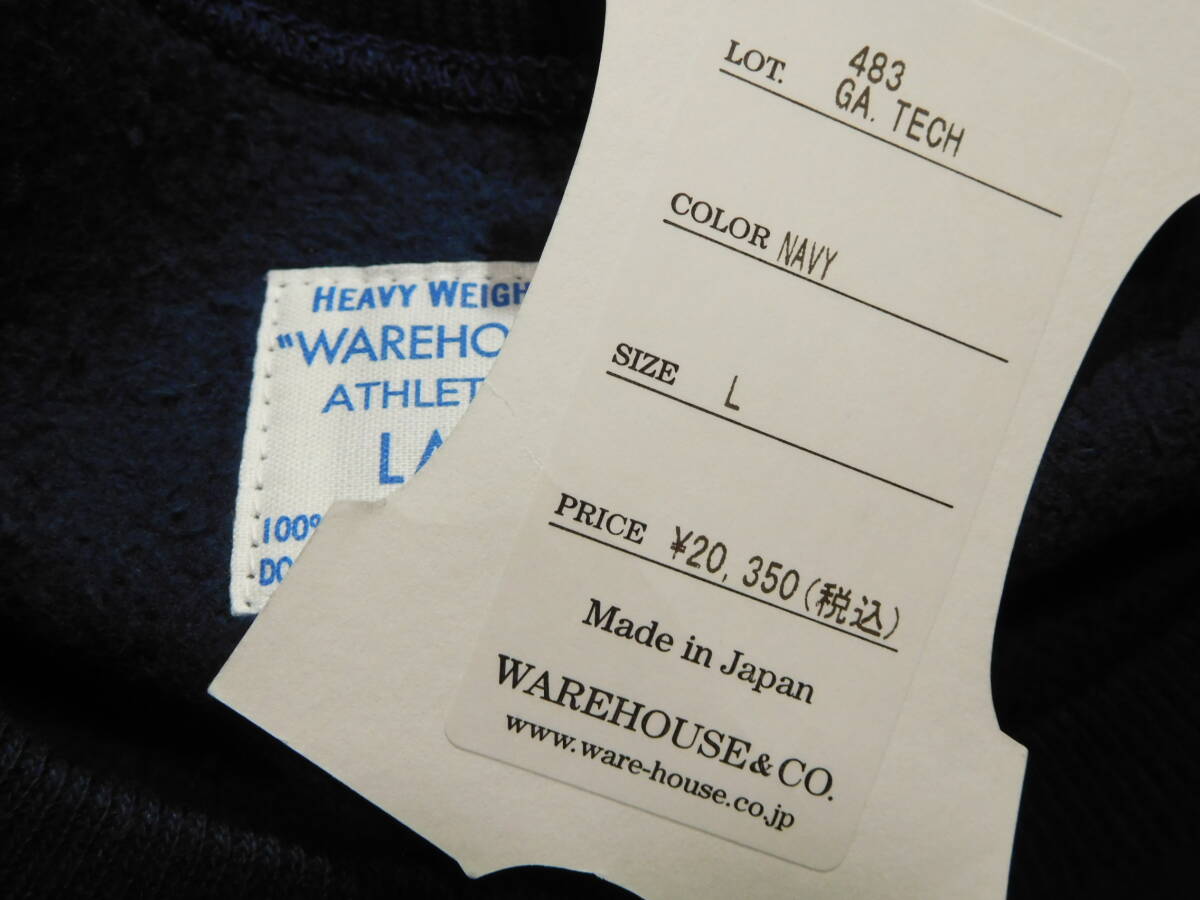 LOT. 483
GA. TECH
COLOR NAVY
SIZE L
PRICE ¥20,350(税込)
Made in Japan
WAREHOUSE & CO.
www.ware-house.co.jp
HEAVY WEIGH
"WAREHO
ATHLET
LA
100%
DO